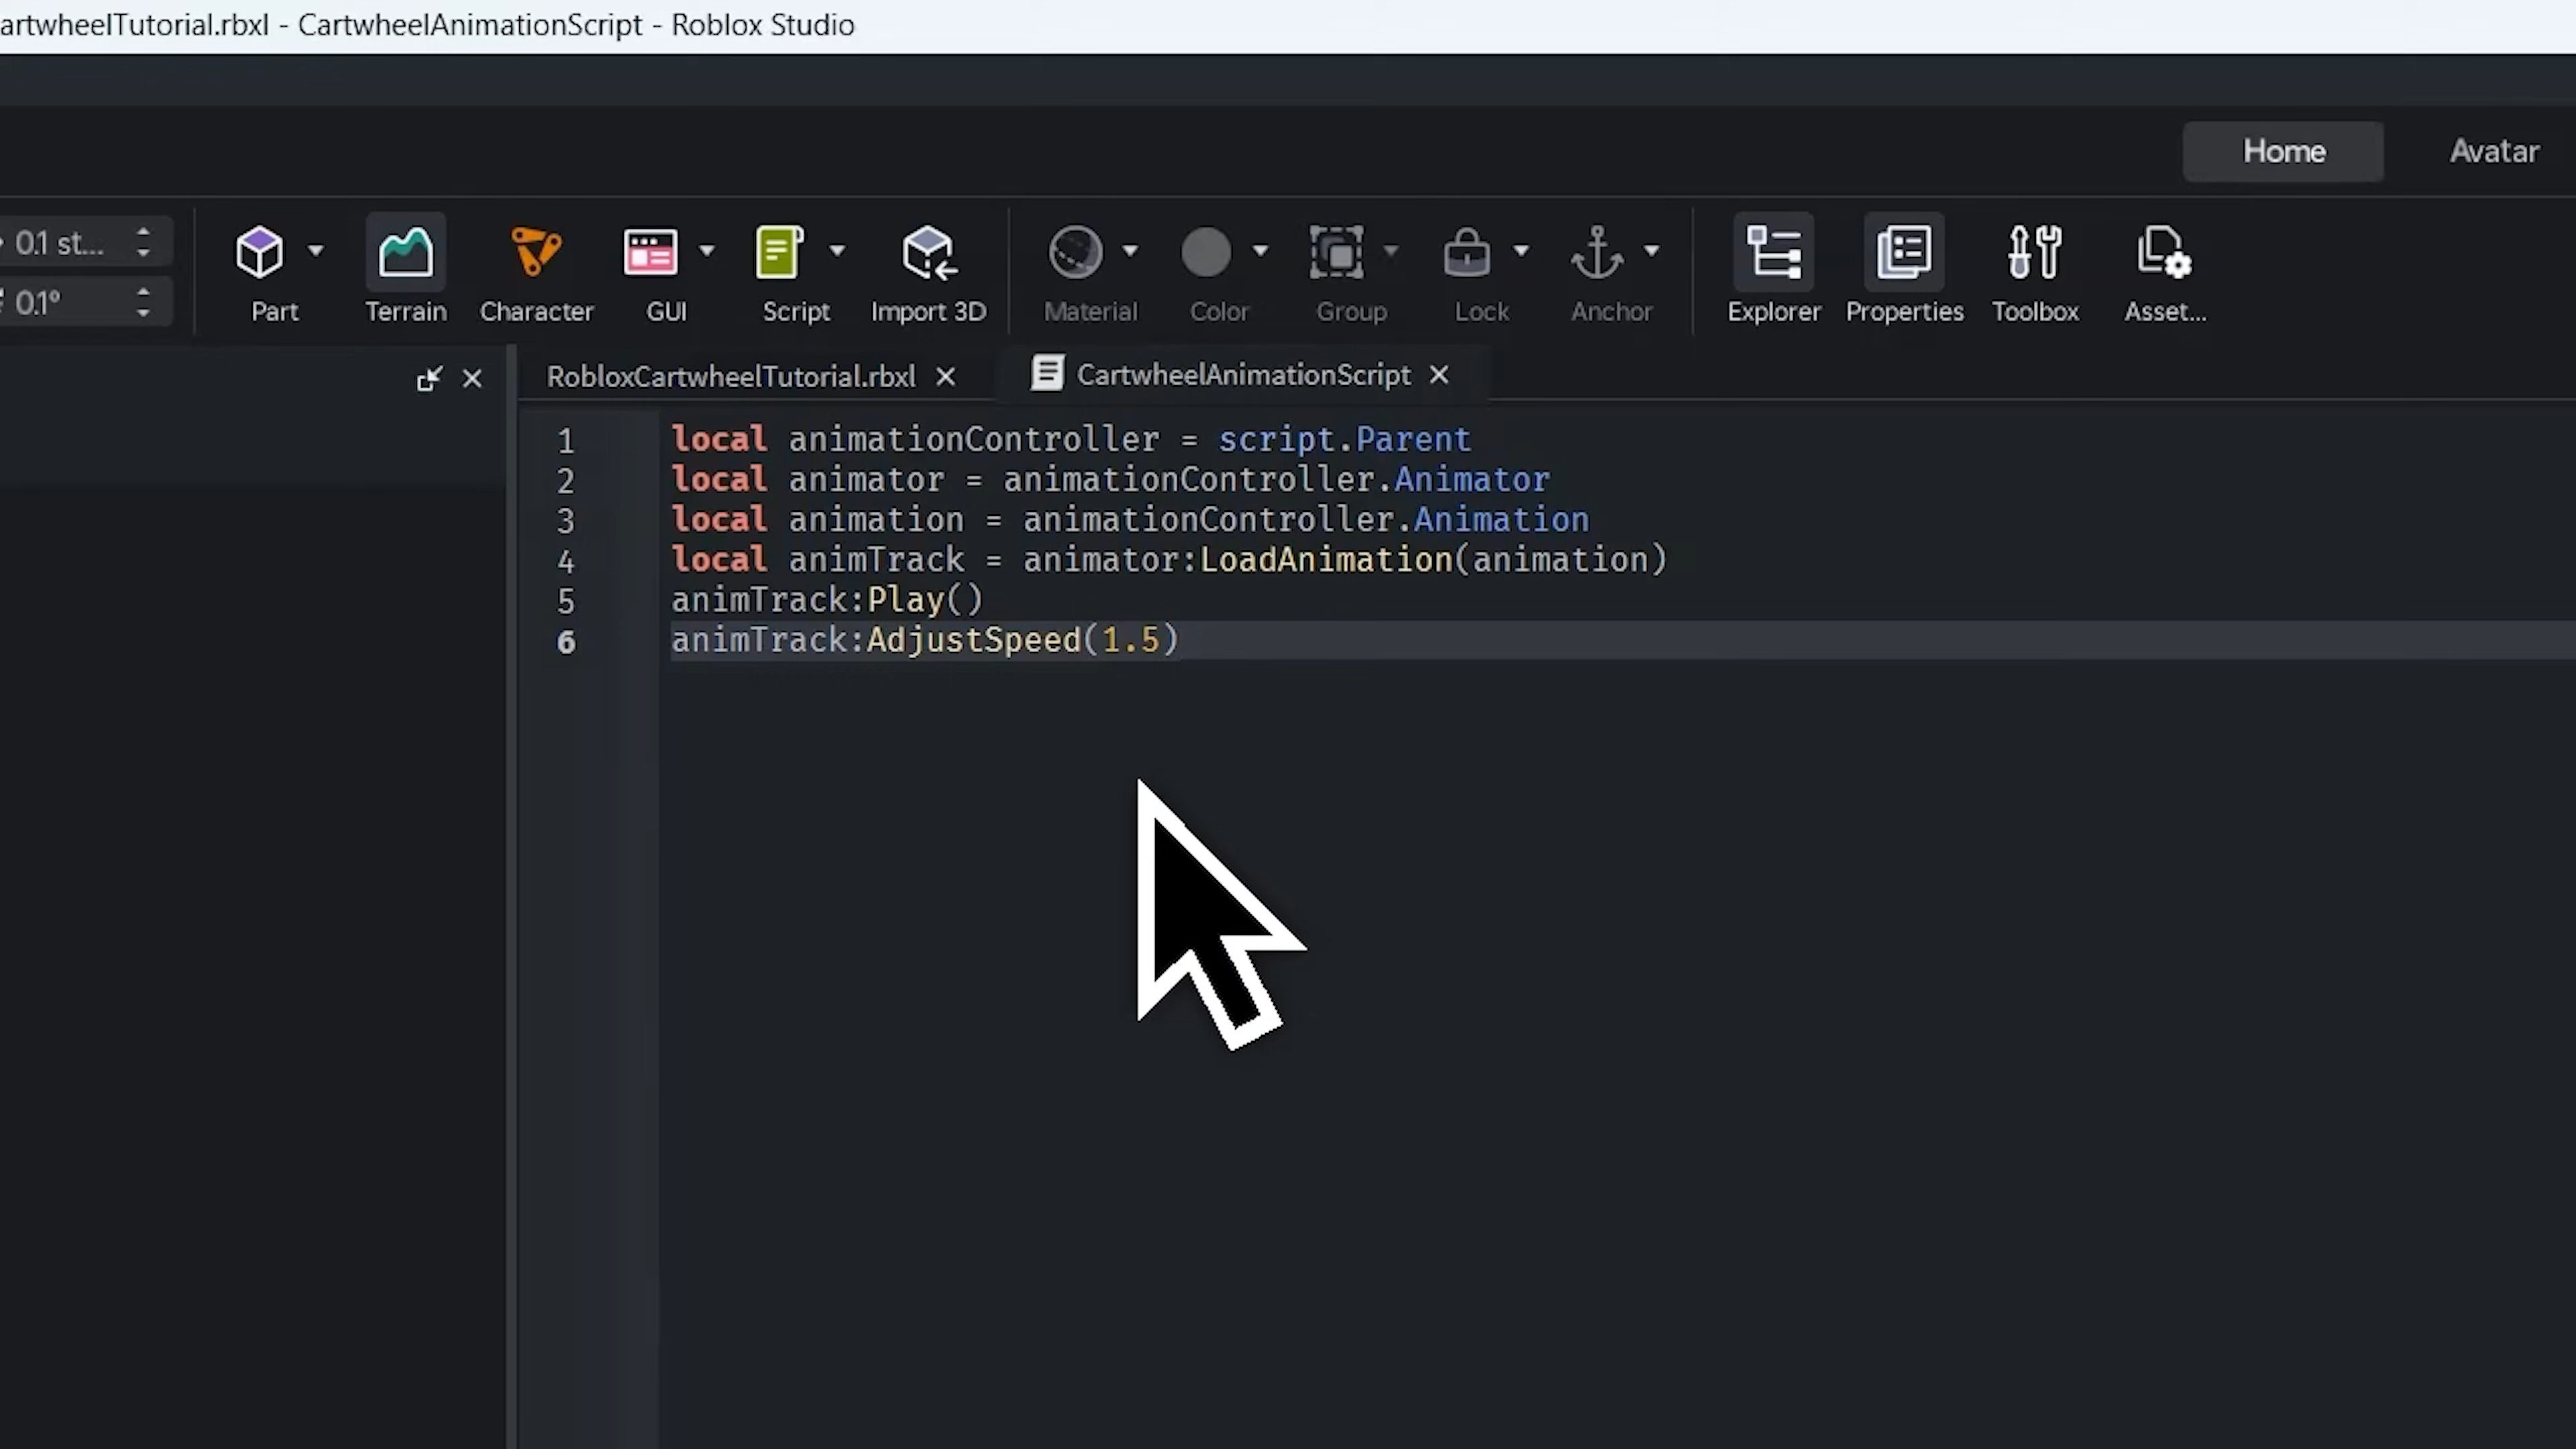 artwheelTutorial.rbxl - CartwheelAnimationScript - Roblox Studio
Home Avatar
0.1 st...
0.1°
Part Terrain Character GUI Script Import 3D Material Color Group Lock Anchor Explorer Properties Toolbox Asset...
RobloxCartwheelTutorial.rbxl CartwheelAnimationScript
1 local animationController = script.Parent
2 local animator = animationController.Animator
3 local animation = animationController.Animation
4 local animTrack = animator:LoadAnimation(animation)
5 animTrack:Play()
6 animTrack:AdjustSpeed(1.5)